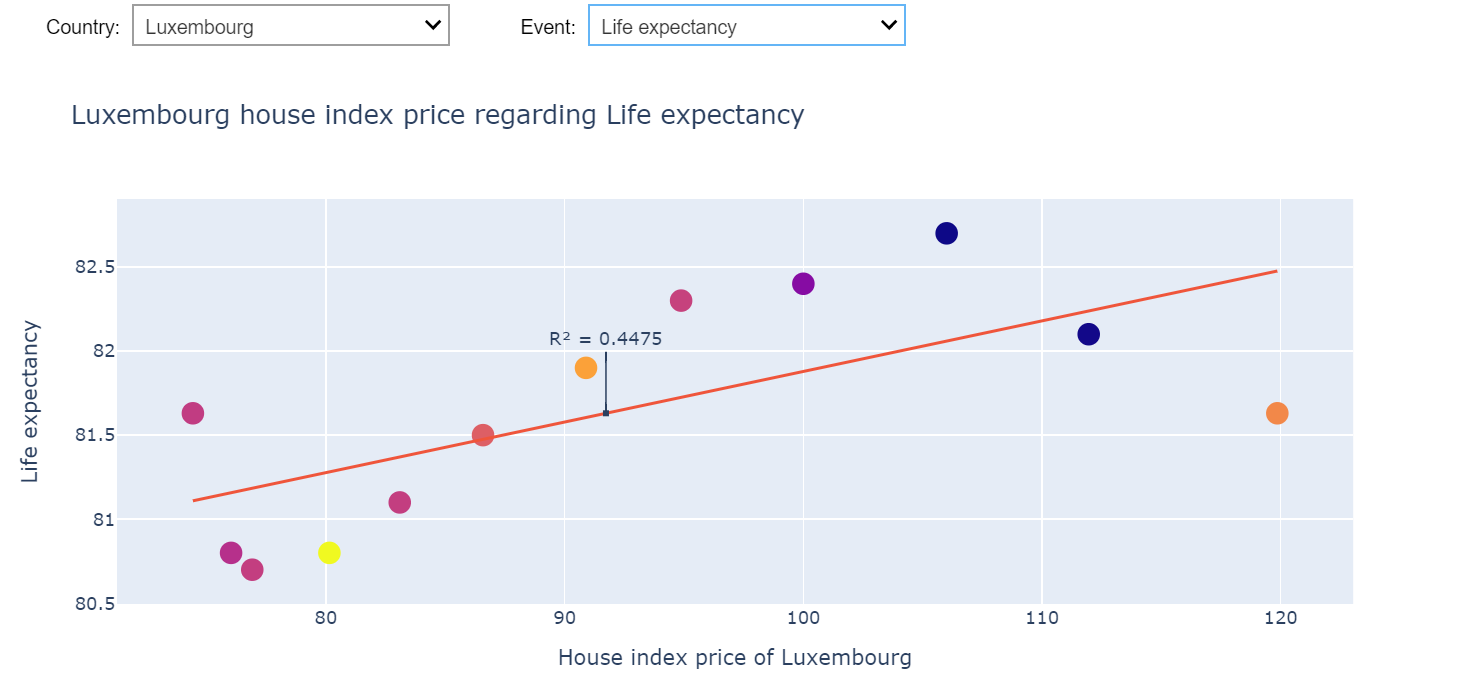 Country: Luxembourg Event: Life expectancy
Luxembourg house index price regarding Life expectancy
82.5
R² = 0.4475
82
81.5
81
80.5
80 90 100 110 120
Life expectancy
House index price of Luxembourg